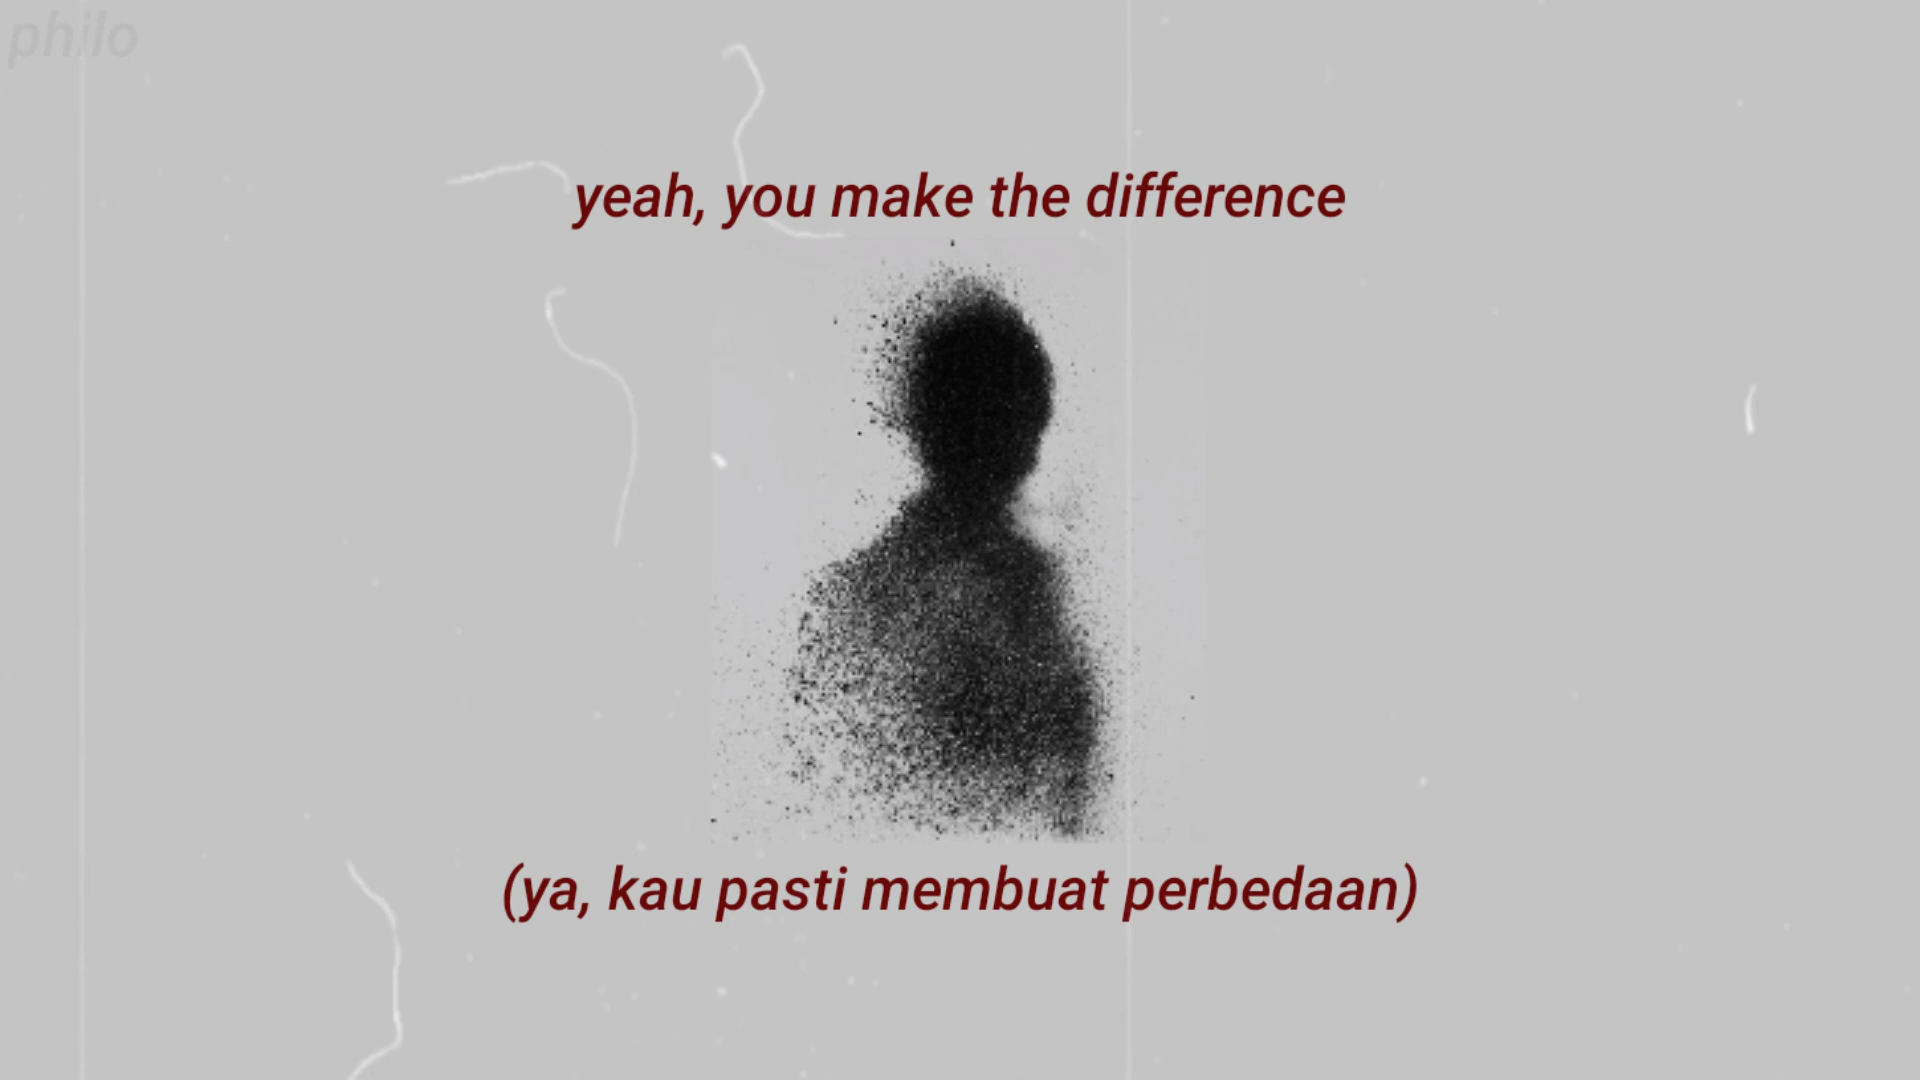 philo
yeah, you make the difference
(ya, kau pasti membuat perbedaan)